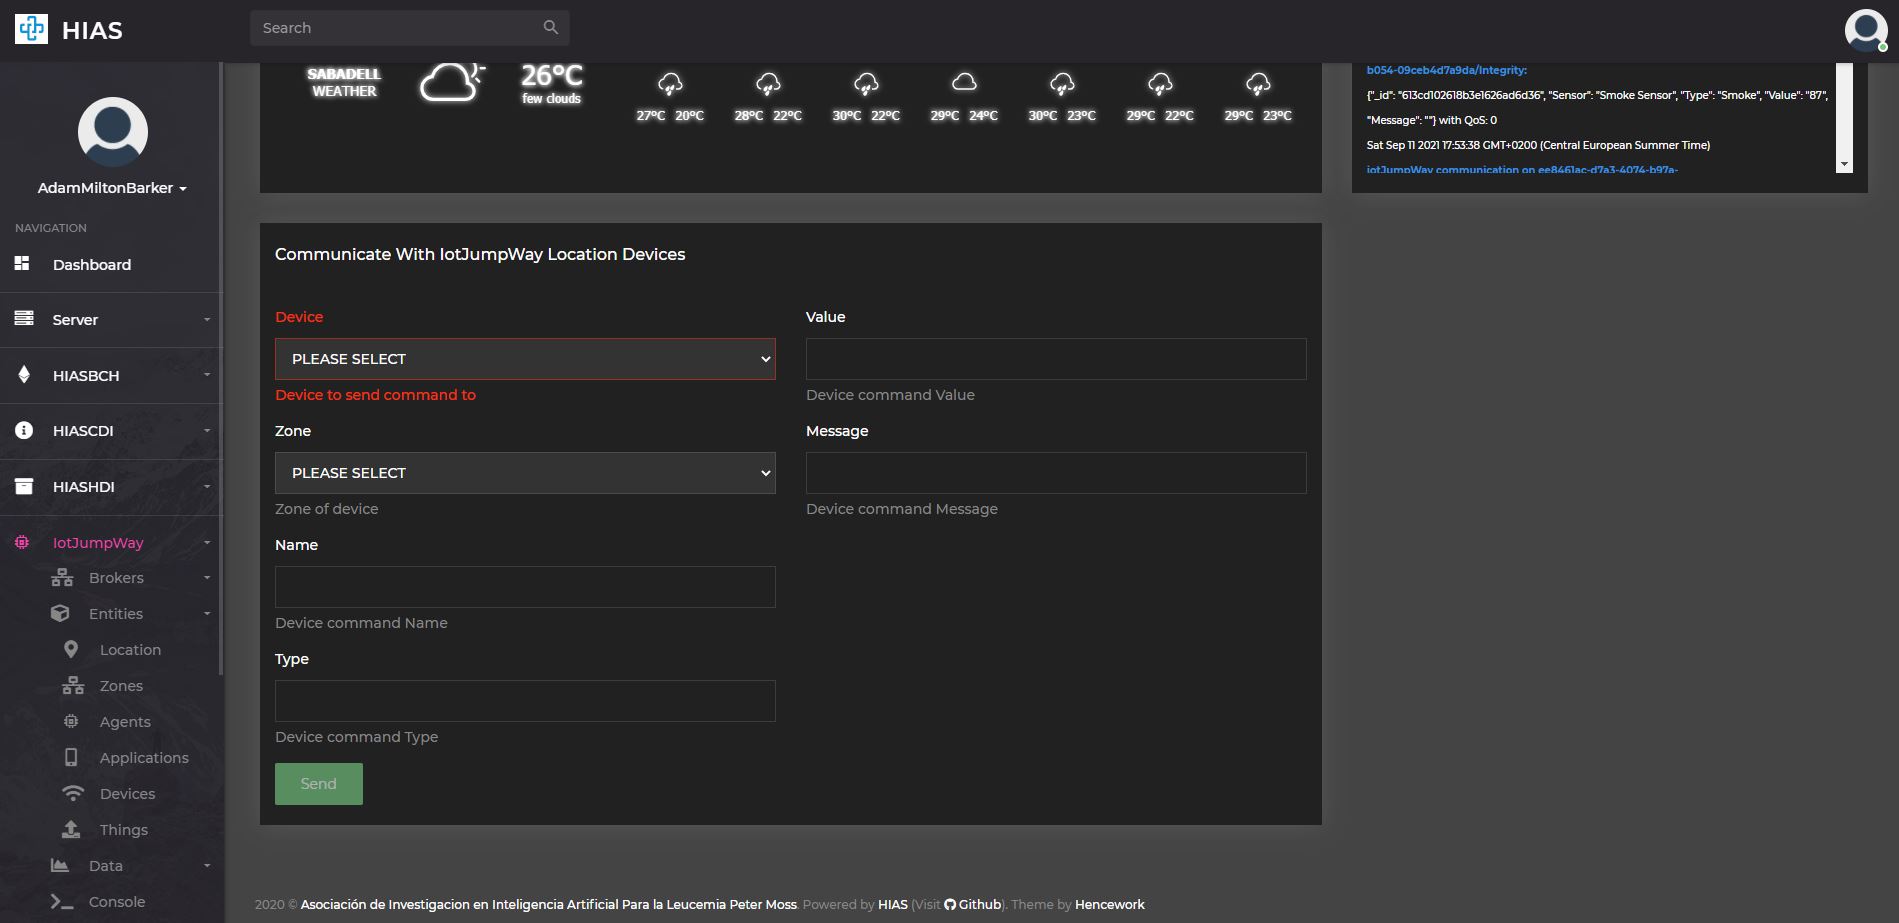 HIAS
Search
AdamMiltonBarker
NAVIGATION
Dashboard
Server
HIASBCH
HIASCDI
HIASHDI
IotJumpWay
Brokers
Entities
Location
Zones
Agents
Applications
Devices
Things
Data
Console
SABADELL
WEATHER
26°C
few clouds
27°C 20°C
28°C 22°C
30°C 22°C
29°C 24°C
30°C 23°C
29°C 22°C
29°C 23°C
b054-09ceb4d7a9da/Integrity:
{"_id": "613cd102618b3e1626ad6d36", "Sensor": "Smoke Sensor", "Type": "Smoke", "Value": "87",
"Message": ""} with QoS: 0
Sat Sep 11 2021 17:53:38 GMT+0200 (Central European Summer Time)
iotJumpWay communication on ee8461ac-d7a3-4074-b97a-
Communicate With IotJumpWay Location Devices
Device
PLEASE SELECT
Device to send command to
Zone
PLEASE SELECT
Zone of device
Name
Device command Name
Type
Device command Type
Send
Value
Device command Value
Message
Device command Message
2020 © Asociación de Investigacion en Inteligencia Artificial Para la Leucemia Peter Moss. Powered by HIAS (Visit Github). Theme by Hencework